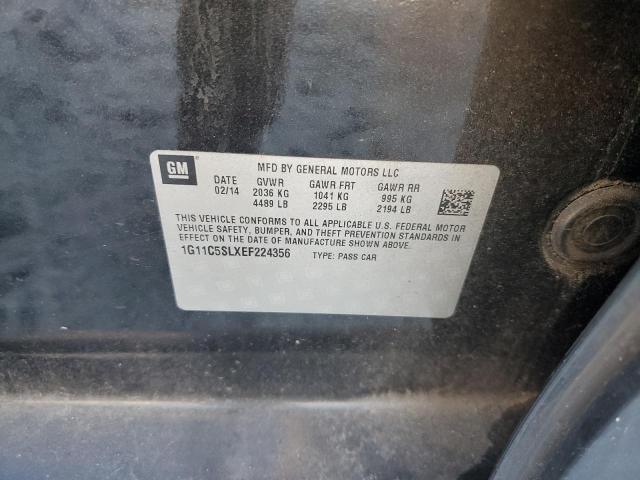 GM
MFD BY GENERAL MOTORS LLC
DATE GVWR GAWR FRT GAWR RR
02/14 2036 KG 1041 KG 995 KG
4489 LB 2295 LB 2194 LB
THIS VEHICLE CONFORMS TO ALL APPLICABLE U.S. FEDERAL MOTOR
VEHICLE SAFETY, BUMPER, AND THEFT PREVENTION STANDARDS IN
EFFECT ON THE DATE OF MANUFACTURE SHOWN ABOVE.
1G11C5SLXEF224356 TYPE: PASS CAR